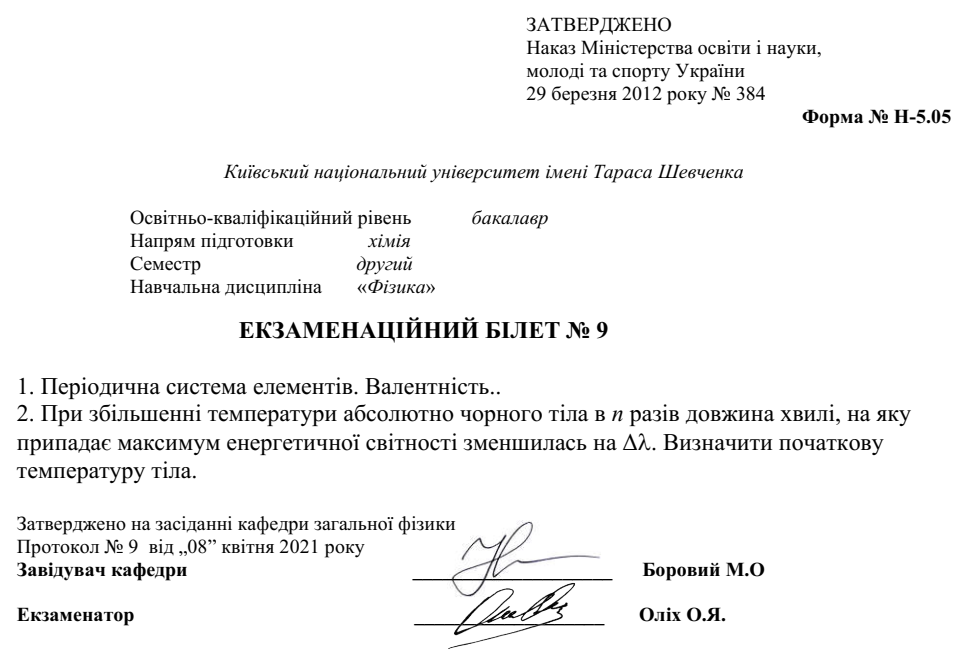 ЗАТВЕРДЖЕНО
Наказ Міністерства освіти і науки,
молоді та спорту України
29 березня 2012 року № 384
Форма № Н-5.05
Київський національний університет імені Тараса Шевченка
Освітньо-кваліфікаційний рівень бакалавр
Напрям підготовки хімія
Семестр другий
Навчальна дисципліна «Фізика»
ЕКЗАМЕНАЦІЙНИЙ БІЛЕТ № 9
1. Періодична система елементів. Валентність..
2. При збільшенні температури абсолютно чорного тіла в n разів довжина хвилі, на яку
припадає максимум енергетичної світності зменшилась на Δλ. Визначити початкову
температуру тіла.
Затверджено на засіданні кафедри загальної фізики
Протокол № 9 від „08” квітня 2021 року
Завідувач кафедри ____________________ Боровий М.О
Екзаменатор ____________________ Оліх О.Я.